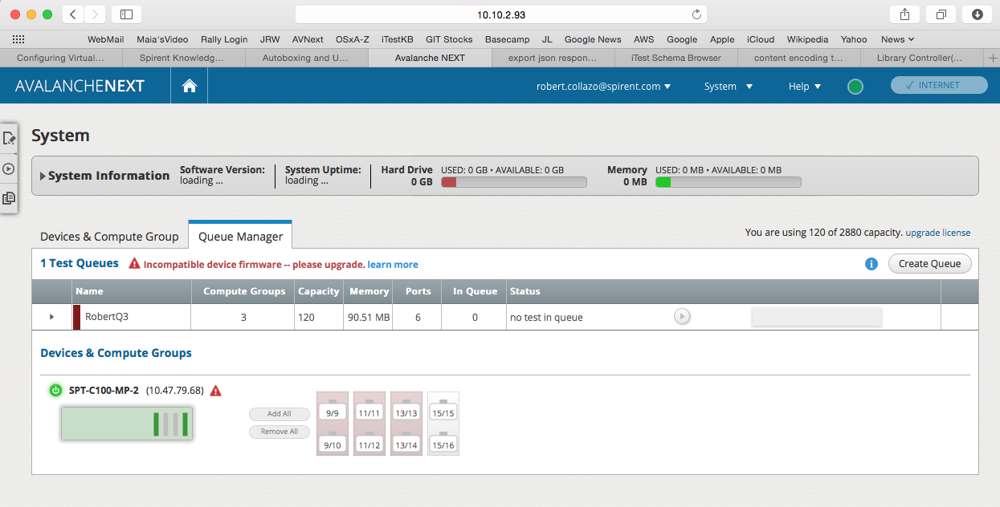 10.10.2.93
WebMail Maia'sVideo Rally Login JRW AVNext OSxA-Z iTestKB GIT Stocks Basecamp JL Google News AWS Google Apple iCloud Wikipedia Yahoo News
Configuring Virtual... Spirent Knowledg... Autoboxing and U... Avalanche NEXT export json respon... iTest Schema Browser content encoding t... Library Controller(...
AVALANCHENEXT robert.collazo@spirent.com System Help INTERNET
System
System Information Software Version: System Uptime: Hard Drive USED: 0 GB • AVAILABLE: 0 GB Memory USED: 0 MB • AVAILABLE: 0 MB
loading ... loading ... 0 GB 0 MB
Devices & Compute Group Queue Manager You are using 120 of 2880 capacity. upgrade license
1 Test Queues Incompatible device firmware -- please upgrade. learn more Create Queue
Name Compute Groups Capacity Memory Ports In Queue Status
RobertQ3 3 120 90.51 MB 6 0 no test in queue
Devices & Compute Groups
SPT-C100-MP-2 (10.47.79.68)
Add All 9/9 11/11 13/13 15/15
Remove All 9/10 11/12 13/14 15/16